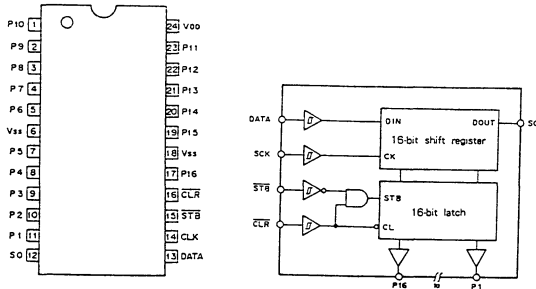 P10 1 24 VDD
P9 2 23 P11
P8 3 22 P12
P7 4 21 P13
P6 5 20 P14
Vss 6 19 P15
P5 7 18 Vss
P4 8 17 P16
P3 9 16 CLR
P2 10 15 STB
P1 11 14 CLK
SO 12 13 DATA
DATA
DIN
DOUT
SO
16-bit shift register
SCK
CK
STB
STB
16-bit latch
CLR
CL
P16
P1